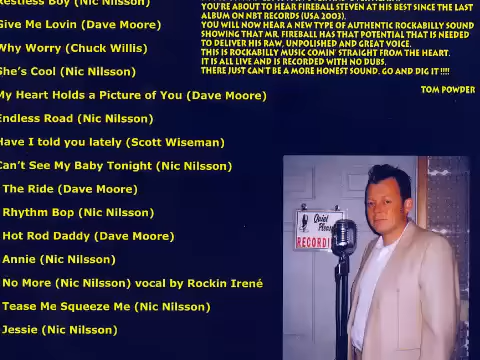 Restless Boy (Nic Nilsson)
Give Me Lovin (Dave Moore)
Why Worry (Chuck Willis)
She's Cool (Nic Nilsson)
My Heart Holds a Picture of You (Dave Moore)
Endless Road (Nic Nilsson)
Have I told you lately (Scott Wiseman)
Can't See My Baby Tonight (Nic Nilsson)
The Ride (Dave Moore)
Rhythm Bop (Nic Nilsson)
Hot Rod Daddy (Dave Moore)
Annie (Nic Nilsson)
No More (Nic Nilsson) vocal by Rockin Irené
Tease Me Squeeze Me (Nic Nilsson)
Jessie (Nic Nilsson)
YOU'RE ABOUT TO HEAR FIREBALL STEVEN AT HIS BEST SINCE THE LAST
ALBUM ON NBT RECORDS (USA 2003).
YOU WILL NOW HEAR A NEW TYPE OF AUTHENTIC ROCKABILLY SOUND
SHOWING THAT MR. FIREBALL HAS THAT POTENTIAL THAT IS NEEDED
TO DELIVER HIS RAW, UNPOLISHED AND GREAT VOICE.
THIS IS ROCKABILLY MUSIC COMIN' STRAIGHT FROM THE HEART.
IT IS ALL LIVE AND IS RECORDED WITH NO DUBS.
THERE JUST CAN'T BE A MORE HONEST SOUND. GO AND DIG IT !!!!
TOM POWDER
Quiet
Please
RECORDI